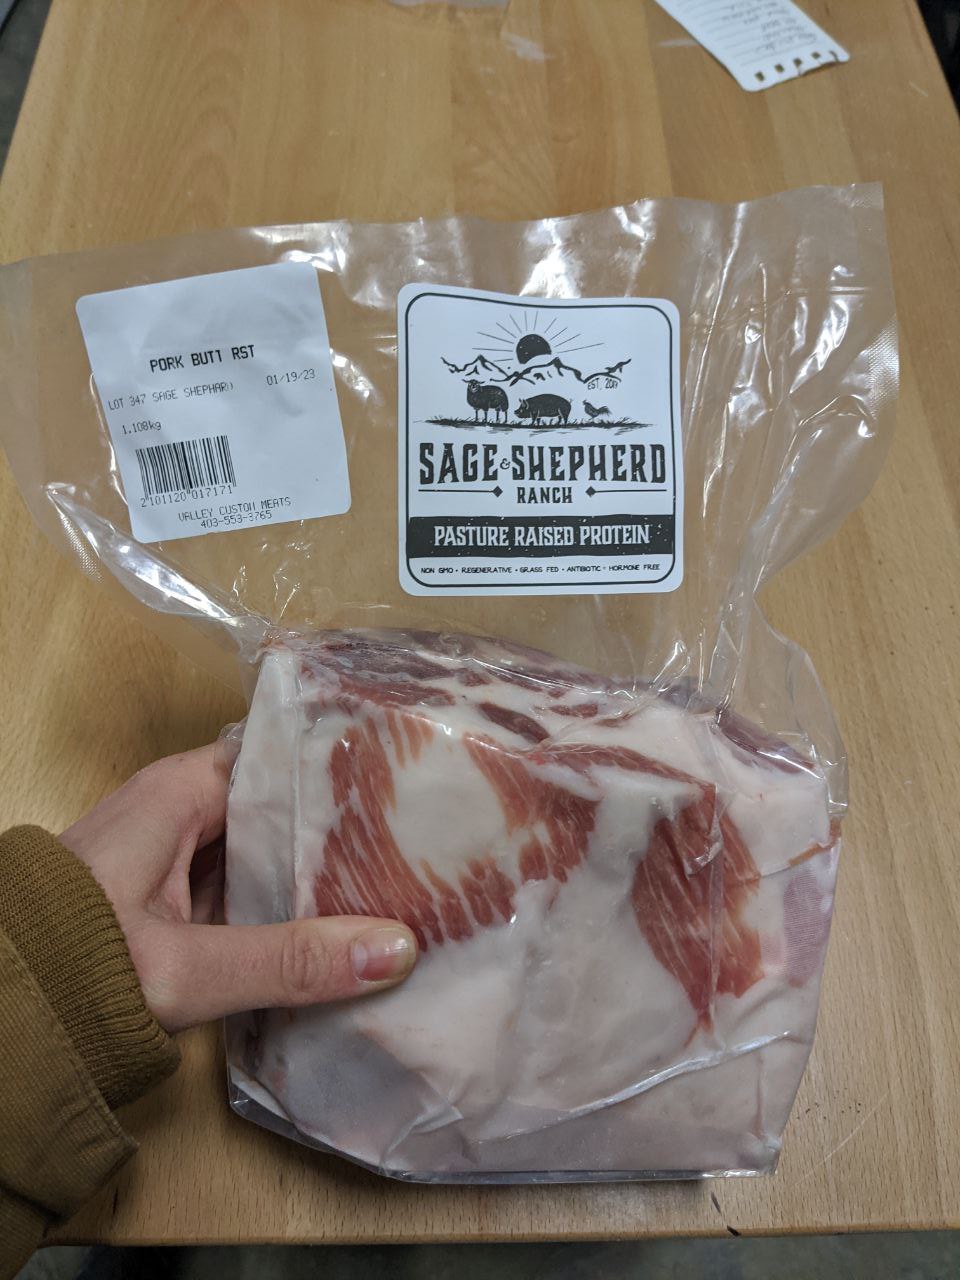 PORK BUTT RST
LOT 347 SAGE SHEPHARD 01/19/23
1.108kg
2 101120 017171
VALLEY CUSTOM MEATS
403-553-3765
EST. 2017
SAGE & SHEPHERD
RANCH
PASTURE RAISED PROTEIN
NON GMO • REGENERATIVE • GRASS FED • ANTIBIOTIC + HORMONE FREE